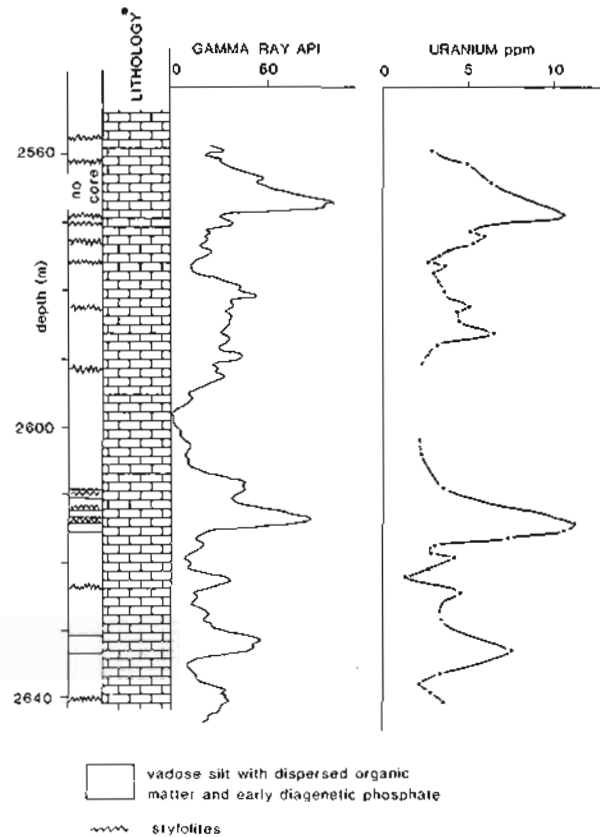 LITHOLOGY*
GAMMA RAY API
0 60
URANIUM ppm
0 5 10
2560
no core
depth (m)
2600
2640
vadose silt with dispersed organic
matter and early diagenetic phosphate
stylolites